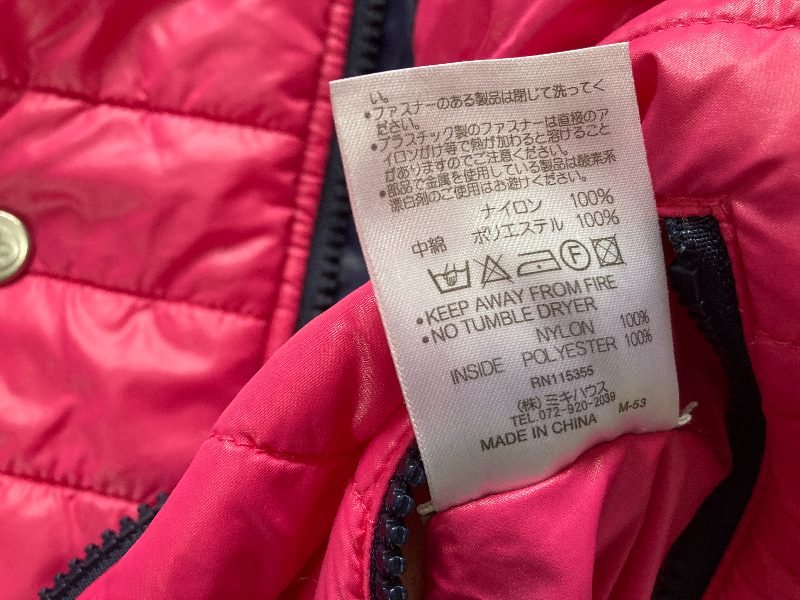 い。
•ファスナーのある製品は閉じて洗ってく
ださい。
•プラスチック製のファスナーは直接のア
イロンがけ等で熱が加わると溶けること
がありますのでご注意ください。
•部品で金属を使用している製品は酸素系
漂白剤のご使用はお避けください。
ナイロン 100%
中綿 ポリエステル 100%
F
•KEEP AWAY FROM FIRE
•NO TUMBLE DRYER
NYLON 100%
INSIDE POLYESTER 100%
RN115355
(株)ミキハウス
TEL.072-920-2039
M-53
MADE IN CHINA